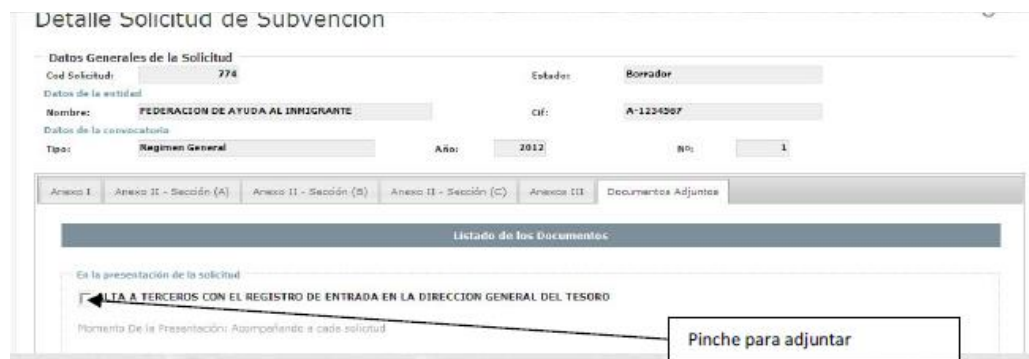 Detalle Solicitud de Subvención
Datos Generales de la Solicitud
Cod Solicitud: 774 Estado: Borrador
Datos de la entidad
Nombre: FEDERACION DE AYUDA AL INMIGRANTE Cif: A-1234567
Datos de la convocatoria
Tipo: Regimen General Año: 2012 Nº: 1
Anexo I Anexo II - Sección (A) Anexo II - Sección (B) Anexo II - Sección (C) Anexos III Documentos Adjuntos
Listado de los Documentos
En la presentación de la solicitud
ALTA A TERCEROS CON EL REGISTRO DE ENTRADA EN LA DIRECCION GENERAL DEL TESORO
Momento De la Presentación: Acompañando a cada solicitud
Pinche para adjuntar